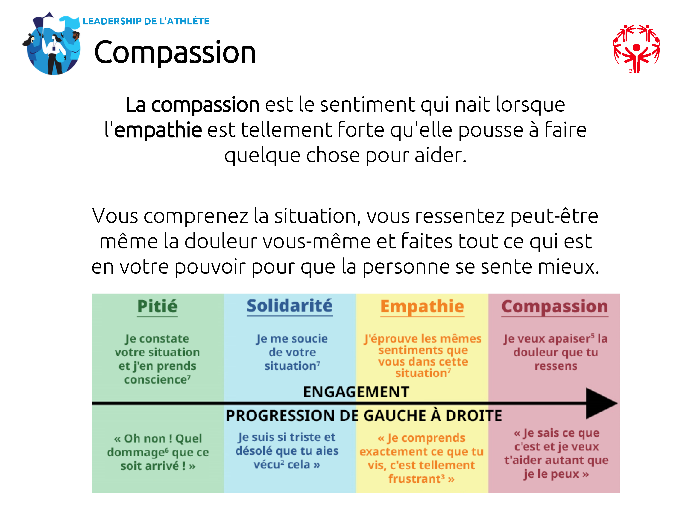 LEADERSHIP DE L'ATHLÈTE
Compassion
La compassion est le sentiment qui nait lorsque
l'empathie est tellement forte qu'elle pousse à faire
quelque chose pour aider.
Vous comprenez la situation, vous ressentez peut-être
même la douleur vous-même et faites tout ce qui est
en votre pouvoir pour que la personne se sente mieux.
Pitié
Je constate
votre situation
et j'en prends
conscience⁷
Solidarité
Je me soucie
de votre
situation⁷
Empathie
J'éprouve les mêmes
sentiments que
vous dans cette
situation⁷
Compassion
Je veux apaiser⁵ la
douleur que tu
ressens
ENGAGEMENT
PROGRESSION DE GAUCHE À DROITE
« Oh non ! Quel
dommage⁶ que ce
soit arrivé ! »
Je suis si triste et
désolé que tu aies
vécu² cela »
« Je comprends
exactement ce que tu
vis, c'est tellement
frustrant³ »
« Je sais ce que
c'est et je veux
t'aider autant que
je le peux »